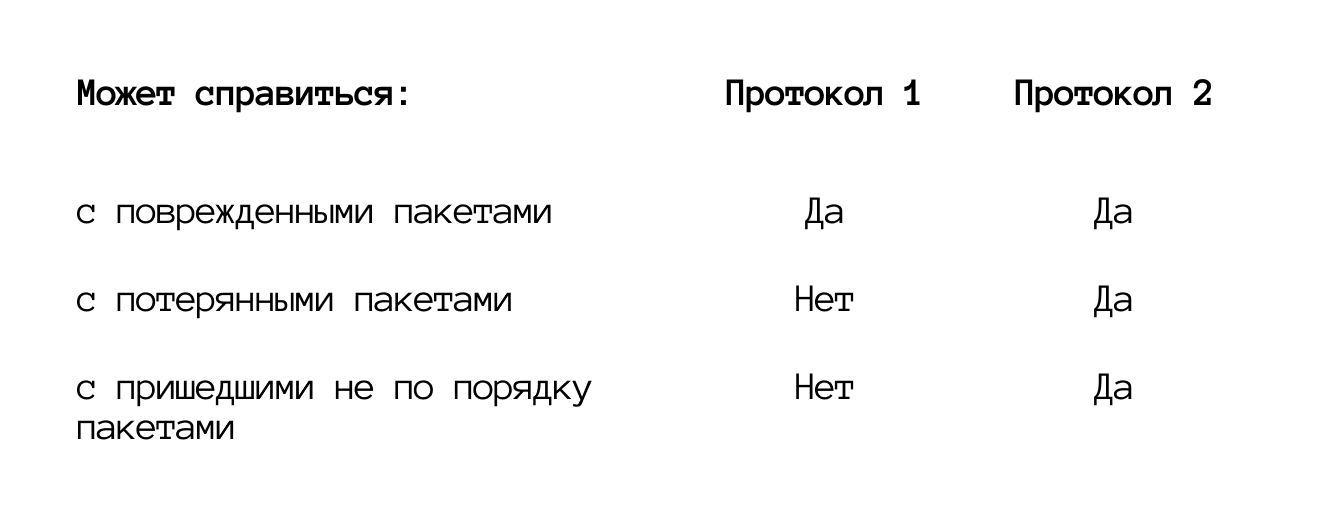 Может справиться: Протокол 1 Протокол 2
с поврежденными пакетами Да Да
с потерянными пакетами Нет Да
с пришедшими не по порядку Нет Да
пакетами